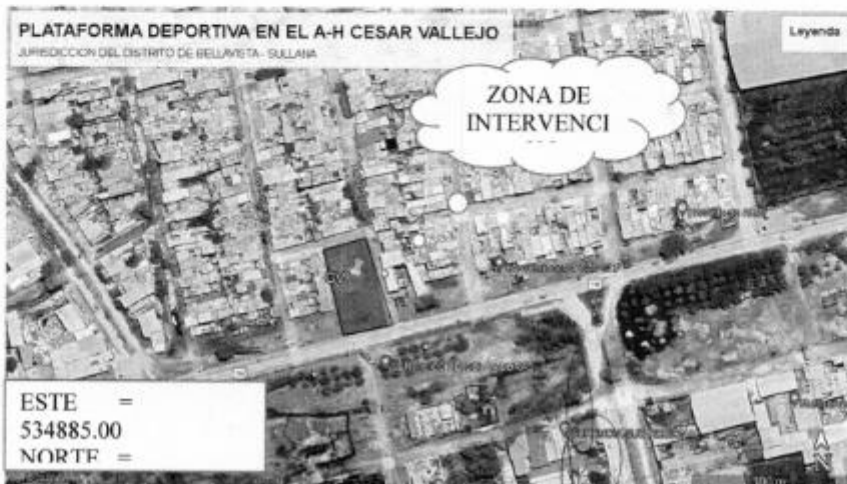 PLATAFORMA DEPORTIVA EN EL A-H CESAR VALLEJO
JURISDICCION DEL DISTRITO DE BELLAVISTA- SULLANA
Leyenda
ZONA DE
INTERVENCI
ESTE =
534885.00
NORTE =